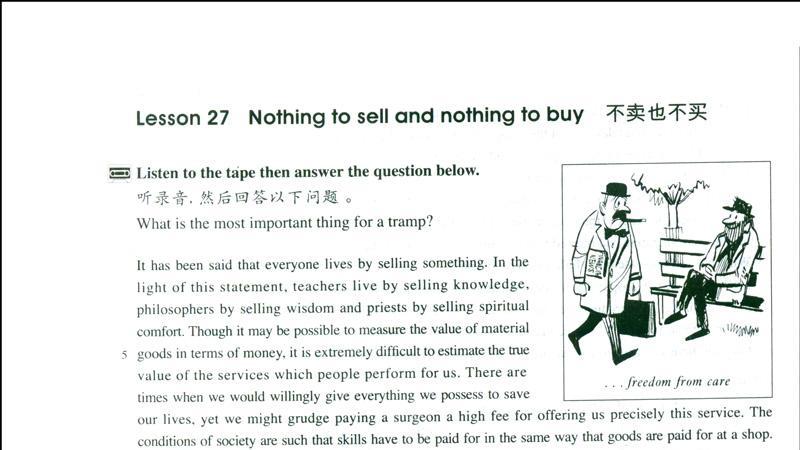 Lesson 27 Nothing to sell and nothing to buy 不卖也不买
Listen to the tape then answer the question below.
听录音，然后回答以下问题。
What is the most important thing for a tramp?
It has been said that everyone lives by selling something. In the
light of this statement, teachers live by selling knowledge,
philosophers by selling wisdom and priests by selling spiritual
comfort. Though it may be possible to measure the value of material
5 goods in terms of money, it is extremely difficult to estimate the true
value of the services which people perform for us. There are
times when we would willingly give everything we possess to save
our lives, yet we might grudge paying a surgeon a high fee for offering us precisely this service. The
conditions of society are such that skills have to be paid for in the same way that goods are paid for at a shop.
...freedom from care